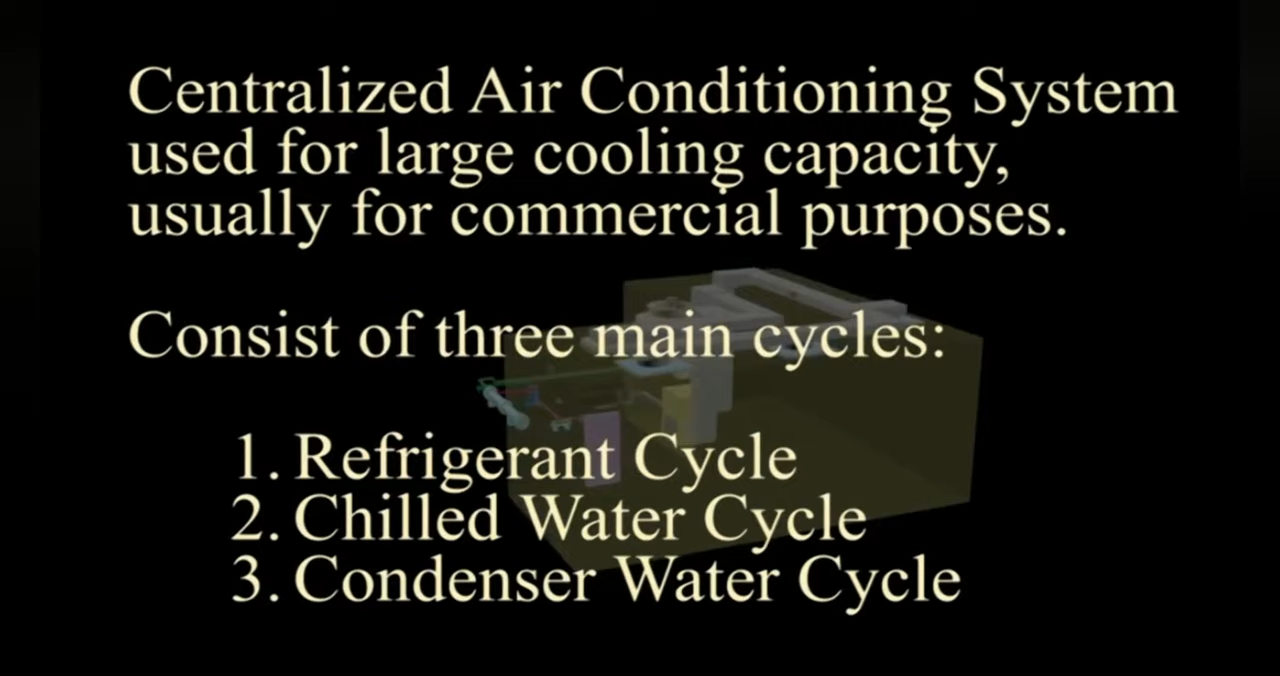 Centralized Air Conditioning System
used for large cooling capacity,
usually for commercial purposes.
Consist of three main cycles:
1. Refrigerant Cycle
2. Chilled Water Cycle
3. Condenser Water Cycle